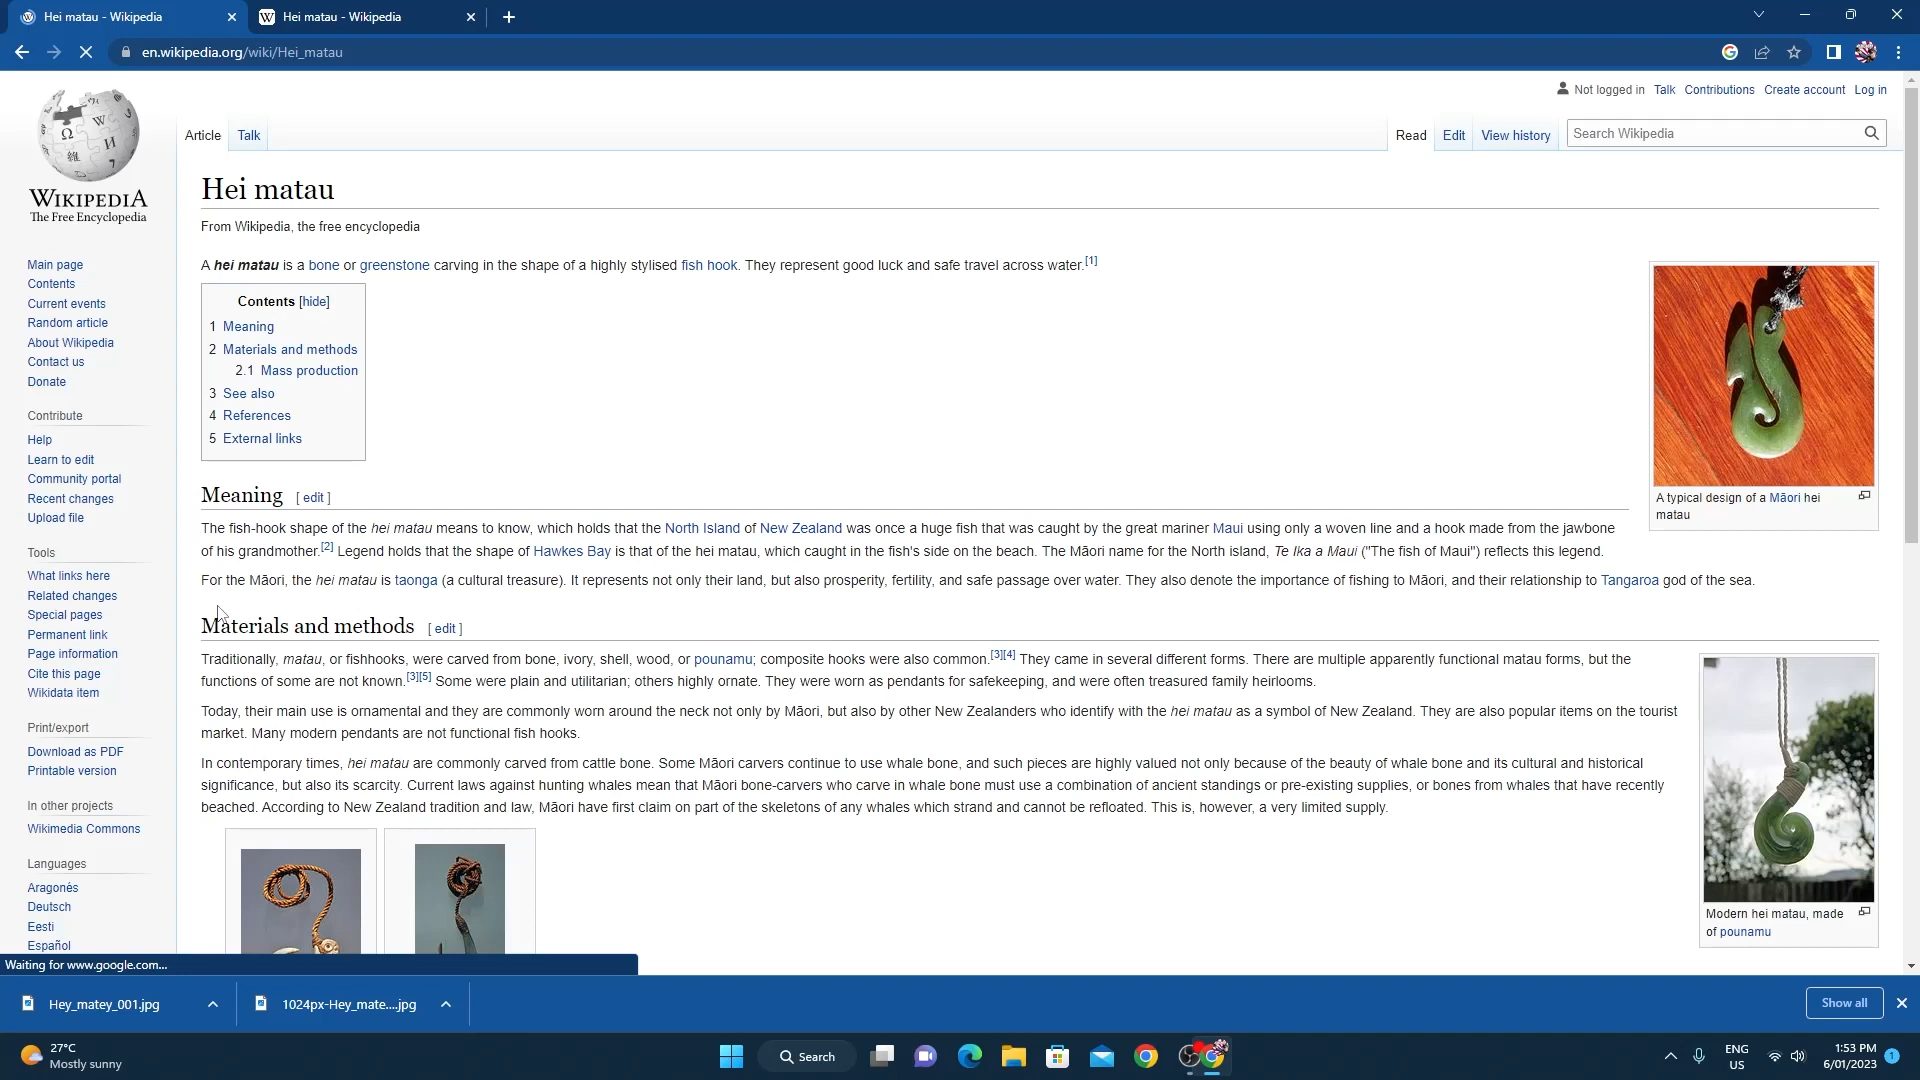 Hei matau - Wikipedia
Hei matau - Wikipedia
en.wikipedia.org/wiki/Hei_matau
Not logged in Talk Contributions Create account Log in
Article Talk
Read Edit View history Search Wikipedia
WIKIPEDIA
The Free Encyclopedia
Main page
Contents
Current events
Random article
About Wikipedia
Contact us
Donate
Contribute
Help
Learn to edit
Community portal
Recent changes
Upload file
Tools
What links here
Related changes
Special pages
Permanent link
Page information
Cite this page
Wikidata item
Print/export
Download as PDF
Printable version
In other projects
Wikimedia Commons
Languages
Aragonés
Deutsch
Eesti
Español
Hei matau
From Wikipedia, the free encyclopedia
A hei matau is a bone or greenstone carving in the shape of a highly stylised fish hook. They represent good luck and safe travel across water.[1]
Contents [hide]
1 Meaning
2 Materials and methods
2.1 Mass production
3 See also
4 References
5 External links
A typical design of a Māori hei
matau
Meaning [ edit ]
The fish-hook shape of the hei matau means to know, which holds that the North Island of New Zealand was once a huge fish that was caught by the great mariner Maui using only a woven line and a hook made from the jawbone
of his grandmother.[2] Legend holds that the shape of Hawkes Bay is that of the hei matau, which caught in the fish's side on the beach. The Māori name for the North island, Te Ika a Maui ("The fish of Maui") reflects this legend.
For the Māori, the hei matau is taonga (a cultural treasure). It represents not only their land, but also prosperity, fertility, and safe passage over water. They also denote the importance of fishing to Māori, and their relationship to Tangaroa god of the sea.
Materials and methods [ edit ]
Traditionally, matau, or fishhooks, were carved from bone, ivory, shell, wood, or pounamu; composite hooks were also common.[3][4] They came in several different forms. There are multiple apparently functional matau forms, but the
functions of some are not known.[3][5] Some were plain and utilitarian; others highly ornate. They were worn as pendants for safekeeping, and were often treasured family heirlooms.
Today, their main use is ornamental and they are commonly worn around the neck not only by Māori, but also by other New Zealanders who identify with the hei matau as a symbol of New Zealand. They are also popular items on the tourist
market. Many modern pendants are not functional fish hooks.
In contemporary times, hei matau are commonly carved from cattle bone. Some Māori carvers continue to use whale bone, and such pieces are highly valued not only because of the beauty of whale bone and its cultural and historical
significance, but also its scarcity. Current laws against hunting whales mean that Māori bone-carvers who carve in whale bone must use a combination of ancient standings or pre-existing supplies, or bones from whales that have recently
beached. According to New Zealand tradition and law, Māori have first claim on part of the skeletons of any whales which strand and cannot be refloated. This is, however, a very limited supply.
Modern hei matau, made
of pounamu
Waiting for www.google.com...
Hey_matey_001.jpg
1024px-Hey_mate....jpg
Show all
27°C
Mostly sunny
Search
ENG
US
1:53 PM
6/01/2023
1